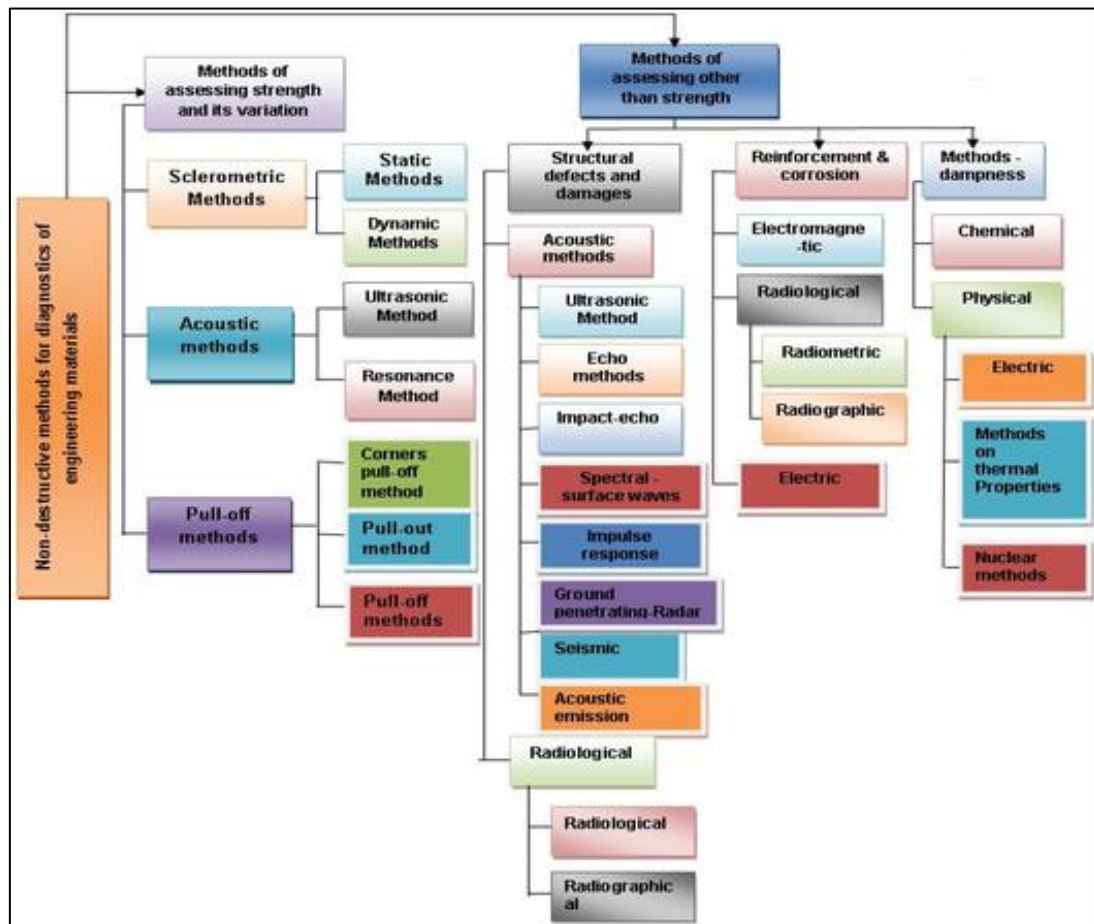 Non-destructive methods for diagnostics of
engineering materials
Methods of
assessing strength
and its variation
Sclerometric
Methods
Static
Methods
Dynamic
Methods
Acoustic
methods
Ultrasonic
Method
Resonance
Method
Pull-off
methods
Corners
pull-off
method
Pull-out
method
Pull-off
methods
Methods of
assessing other
than strength
Structural
defects and
damages
Acoustic
methods
Ultrasonic
Method
Echo
methods
Impact-echo
Spectral -
surface waves
Impulse
response
Ground
penetrating-Radar
Seismic
Acoustic
emission
Radiological
Radiological
Radiographic
al
Reinforcement &
corrosion
Electromagne
-tic
Radiological
Radiometric
Radiographic
Electric
Methods -
dampness
Chemical
Physical
Electric
Methods
on
thermal
Properties
Nuclear
methods